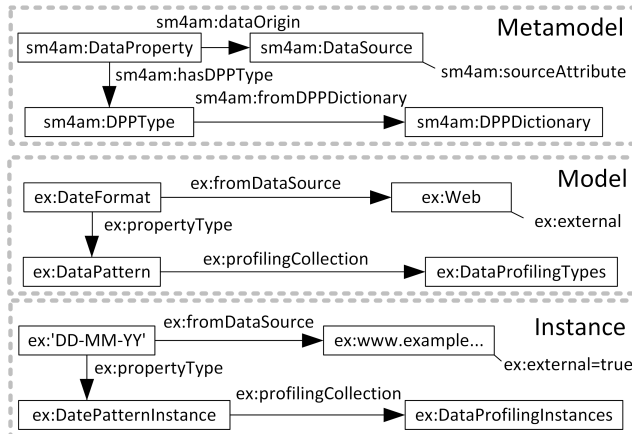 sm4am:dataOrigin
Metamodel
sm4am:DataProperty
sm4am:DataSource
sm4am:hasDPPType
sm4am:sourceAttribute
sm4am:fromDPPDictionary
sm4am:DPPType
sm4am:DPPDictionary
Model
ex:DateFormat
ex:fromDataSource
ex:Web
ex:propertyType
ex:external
ex:profilingCollection
ex:DataPattern
ex:DataProfilingTypes
Instance
ex:fromDataSource
ex:'DD-MM-YY'
ex:www.example...
ex:propertyType
ex:external=true
ex:profilingCollection
ex:DatePatternInstance
ex:DataProfilingInstances